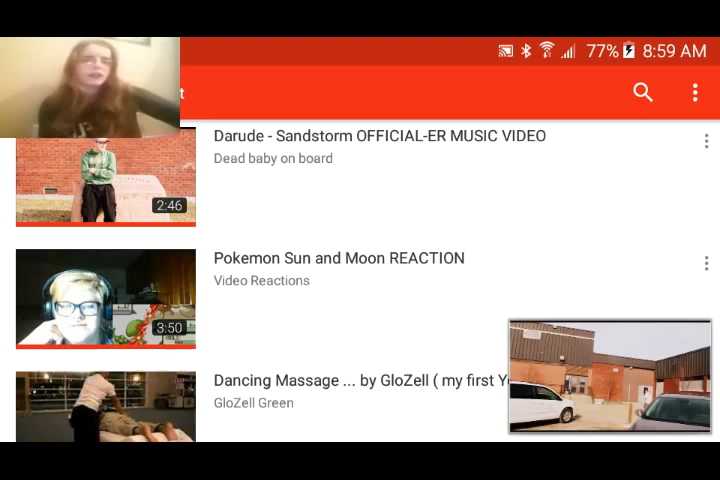 77% 8:59 AM
t
Darude - Sandstorm OFFICIAL-ER MUSIC VIDEO
Dead baby on board
2:46
Pokemon Sun and Moon REACTION
Video Reactions
3:50
Dancing Massage ... by GloZell ( my first Y
GloZell Green